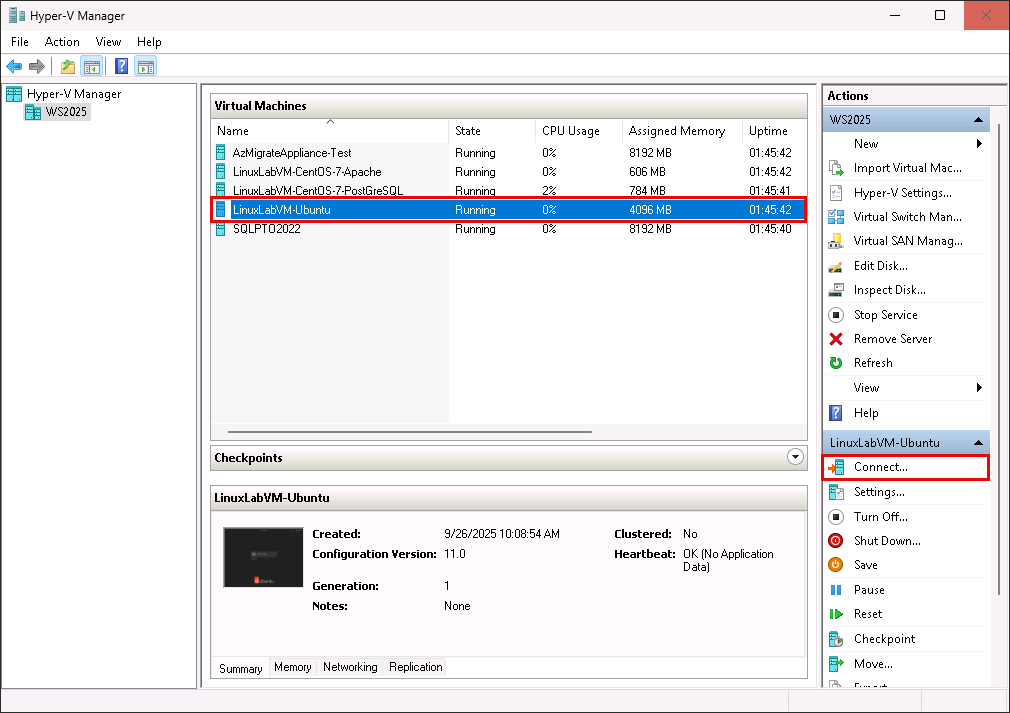 Hyper-V Manager
File Action View Help
Hyper-V Manager
WS2025
Virtual Machines
Name State CPU Usage Assigned Memory Uptime
AzMigrateAppliance-Test Running 0% 8192 MB 01:45:42
LinuxLabVM-CentOS-7-Apache Running 0% 606 MB 01:45:42
LinuxLabVM-CentOS-7-PostGreSQL Running 2% 784 MB 01:45:41
LinuxLabVM-Ubuntu Running 0% 4096 MB 01:45:42
SQLPTO2022 Running 0% 8192 MB 01:45:40
Checkpoints
LinuxLabVM-Ubuntu
Created: 9/26/2025 10:08:54 AM Clustered: No
Configuration Version: 11.0 Heartbeat: OK (No Application
Data)
Generation: 1
Notes: None
Summary Memory Networking Replication
Actions
WS2025
New
Import Virtual Mac...
Hyper-V Settings...
Virtual Switch Man...
Virtual SAN Manag...
Edit Disk...
Inspect Disk...
Stop Service
Remove Server
Refresh
View
Help
LinuxLabVM-Ubuntu
Connect...
Settings...
Turn Off...
Shut Down...
Save
Pause
Reset
Checkpoint
Move...